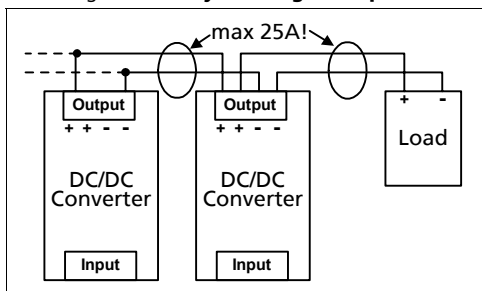 max 25A!
Output
+ + - -
Output
+ + - -
+ -
Load
DC/DC
Converter
DC/DC
Converter
Input
Input